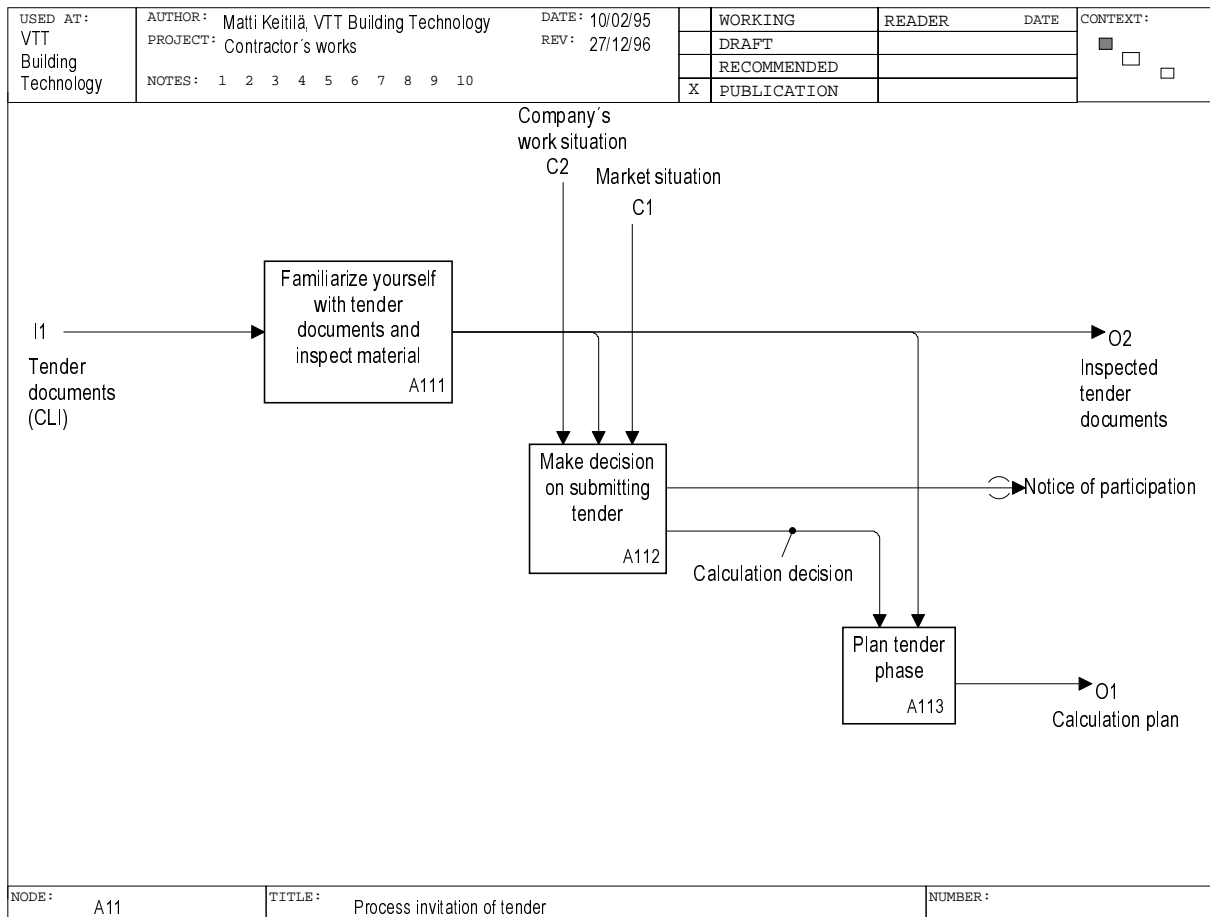 USED AT:
VTT
Building
Technology
AUTHOR: Matti Keitilä, VTT Building Technology
PROJECT: Contractor´s works
NOTES: 1 2 3 4 5 6 7 8 9 10
DATE: 10/02/95
REV: 27/12/96
WORKING
DRAFT
RECOMMENDED
X PUBLICATION
READER DATE
CONTEXT:
Company´s
work situation
C2
Market situation
C1
Familiarize yourself
with tender
documents and
inspect material
A111
I1
Tender
documents
(CLI)
O2
Inspected
tender
documents
Make decision
on submitting
tender
A112
Notice of participation
Calculation decision
Plan tender
phase
A113
O1
Calculation plan
NODE: A11
TITLE: Process invitation of tender
NUMBER: